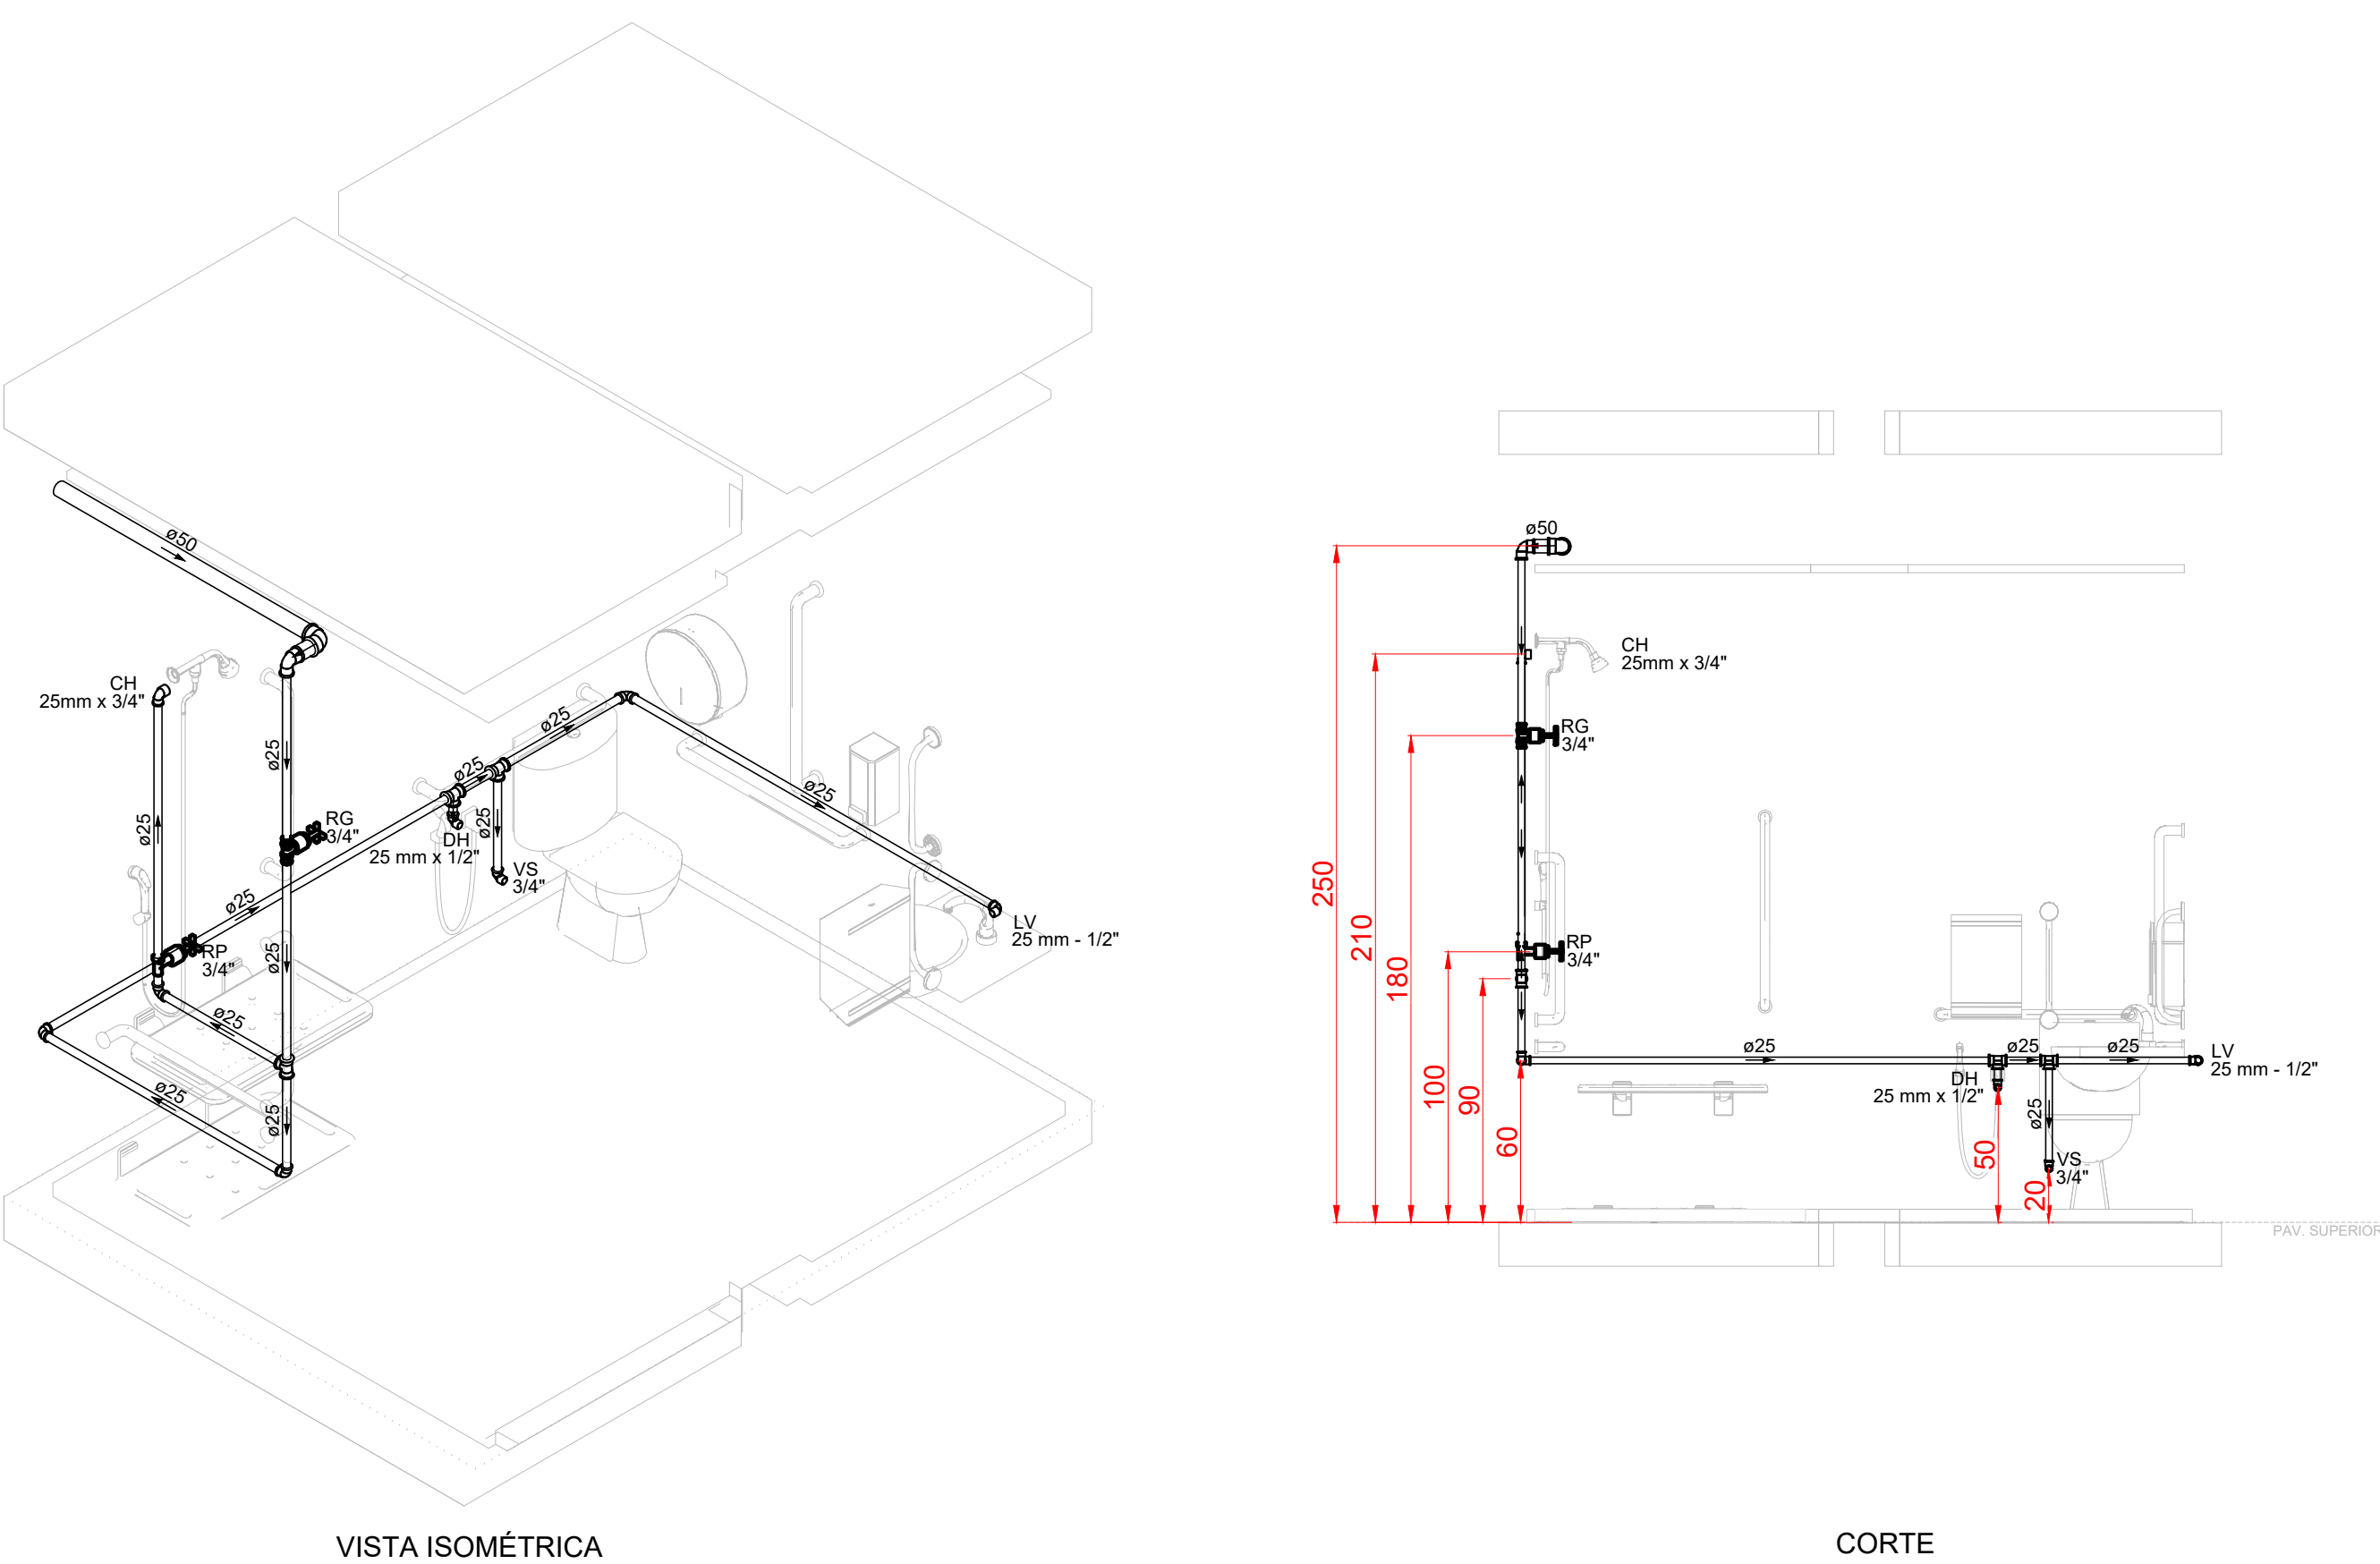 ø50
CH
25mm x 3/4"
ø25
ø25
RG
3/4"
ø25
ø25
ø25
DH
25 mm x 1/2"
ø25
VS
3/4"
ø25
LV
25 mm - 1/2"
ø25
RP
3/4"
ø25
ø25
ø25
ø25
VISTA ISOMÉTRICA
ø50
CH
25mm x 3/4"
RG
3/4"
RP
3/4"
250
210
180
100
90
60
ø25
ø25
ø25
LV
25 mm - 1/2"
DH
25 mm x 1/2"
ø25
50
VS
3/4"
20
PAV. SUPERIOR
CORTE